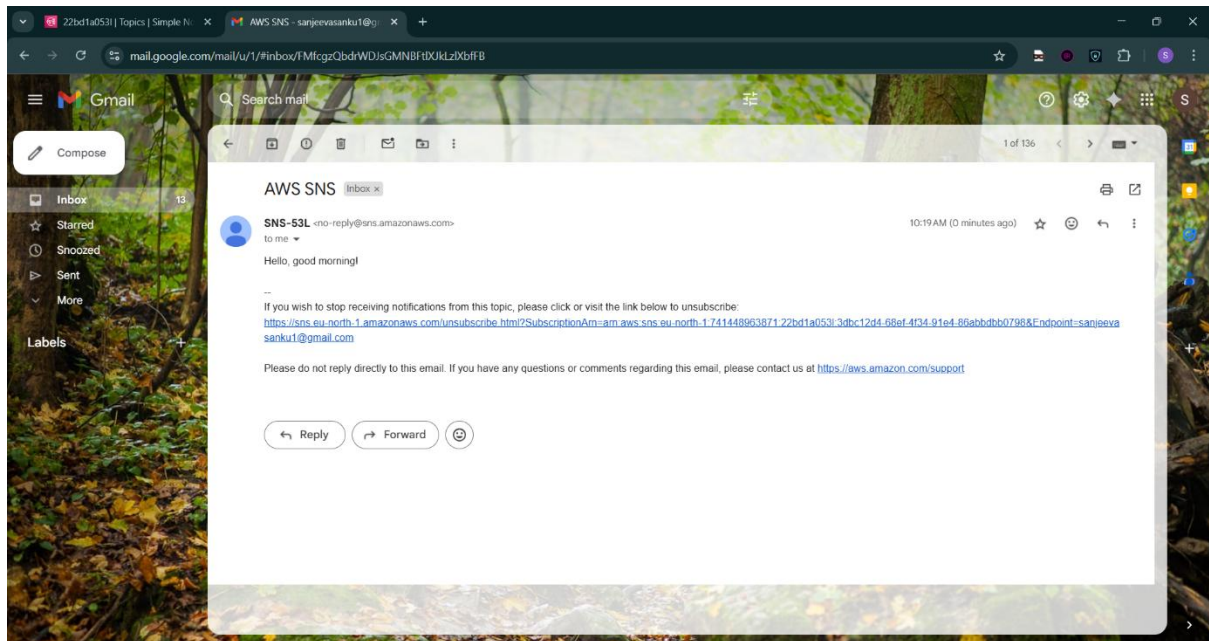 22bd1a053l | Topics | Simple No
AWS SNS - sanjeevasanku1@g
mail.google.com/mail/u/1/#inbox/FMfcgzQbdrWDJsGMNBFtlXJkLzlXbfFB
S
Gmail
Search mail
S
Compose
1 of 136
Inbox 13
Starred
Snoozed
Sent
More
Labels
AWS SNS Inbox ×
SNS-53L <no-reply@sns.amazonaws.com> 10:19 AM (0 minutes ago)
to me
Hello, good morning!
--
If you wish to stop receiving notifications from this topic, please click or visit the link below to unsubscribe:
https://sns.eu-north-1.amazonaws.com/unsubscribe.html?SubscriptionArn=arn:aws:sns:eu-north-1:741448963871:22bd1a053l:3dbc12d4-68ef-4f34-91e4-86abbdbb0798&Endpoint=sanjeeva
sanku1@gmail.com
Please do not reply directly to this email. If you have any questions or comments regarding this email, please contact us at https://aws.amazon.com/support
Reply Forward